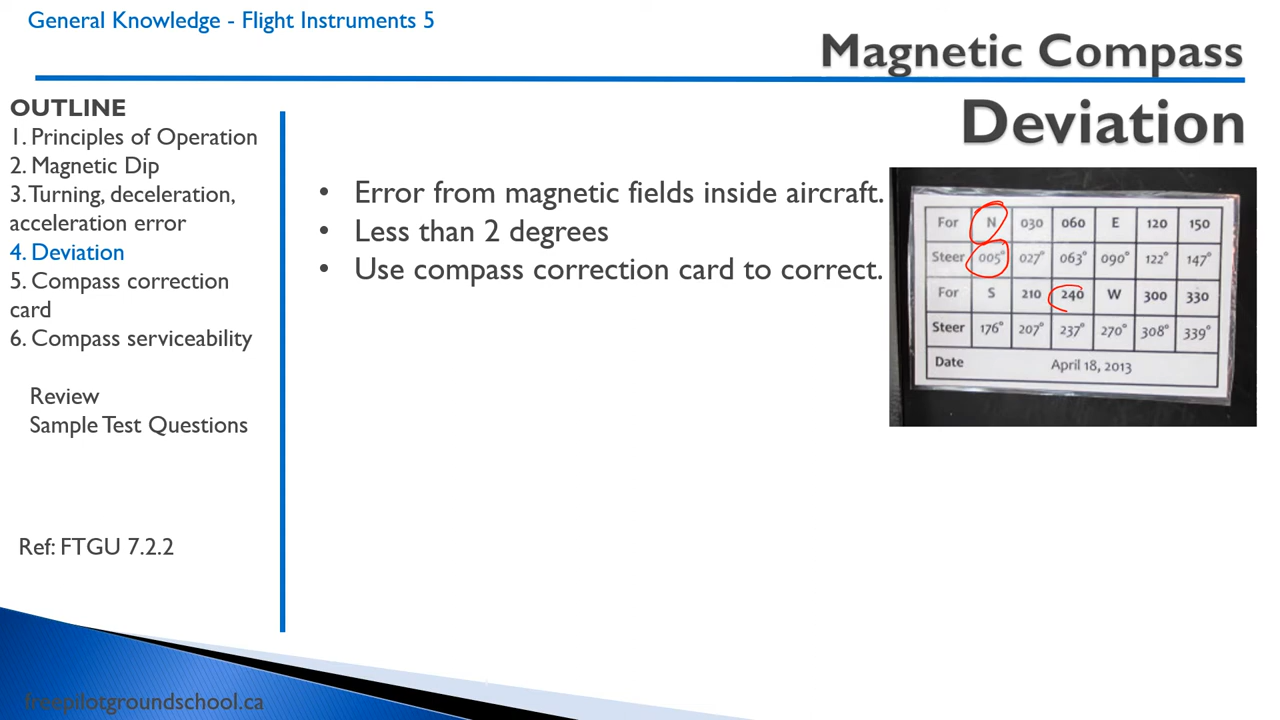 General Knowledge - Flight Instruments 5
Magnetic Compass
Deviation
OUTLINE
1. Principles of Operation
2. Magnetic Dip
3. Turning, deceleration,
acceleration error
4. Deviation
5. Compass correction
card
6. Compass serviceability
Review
Sample Test Questions
Ref: FTGU 7.2.2
• Error from magnetic fields inside aircraft.
• Less than 2 degrees
• Use compass correction card to correct.
For N 030 060 E 120 150
Steer 005° 027° 063° 090° 122° 147°
For S 210 240 W 300 330
Steer 176° 207° 237° 270° 308° 339°
Date April 18, 2013
freepilotgroundschool.ca